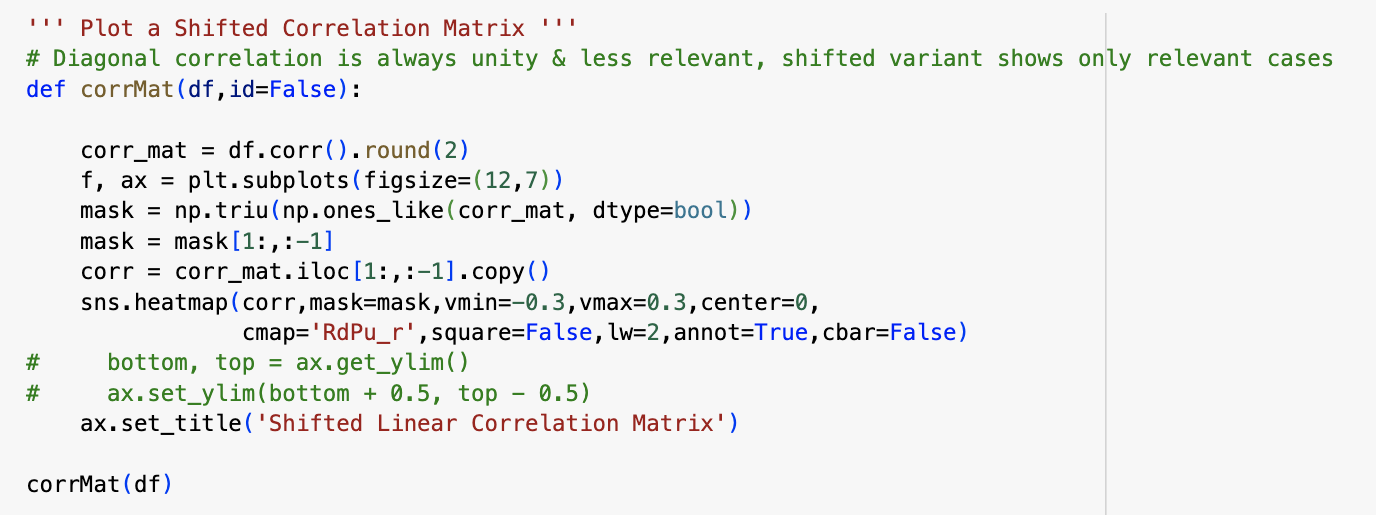 ''' Plot a Shifted Correlation Matrix '''
# Diagonal correlation is always unity & less relevant, shifted variant shows only relevant cases
def corrMat(df,id=False):
    corr_mat = df.corr().round(2)
    f, ax = plt.subplots(figsize=(12,7))
    mask = np.triu(np.ones_like(corr_mat, dtype=bool))
    mask = mask[1:,:-1]
    corr = corr_mat.iloc[1:,:-1].copy()
    sns.heatmap(corr,mask=mask,vmin=-0.3,vmax=0.3,center=0,
                cmap='RdPu_r',square=False,lw=2,annot=True,cbar=False)
#     bottom, top = ax.get_ylim()
#     ax.set_ylim(bottom + 0.5, top - 0.5)
    ax.set_title('Shifted Linear Correlation Matrix')
corrMat(df)